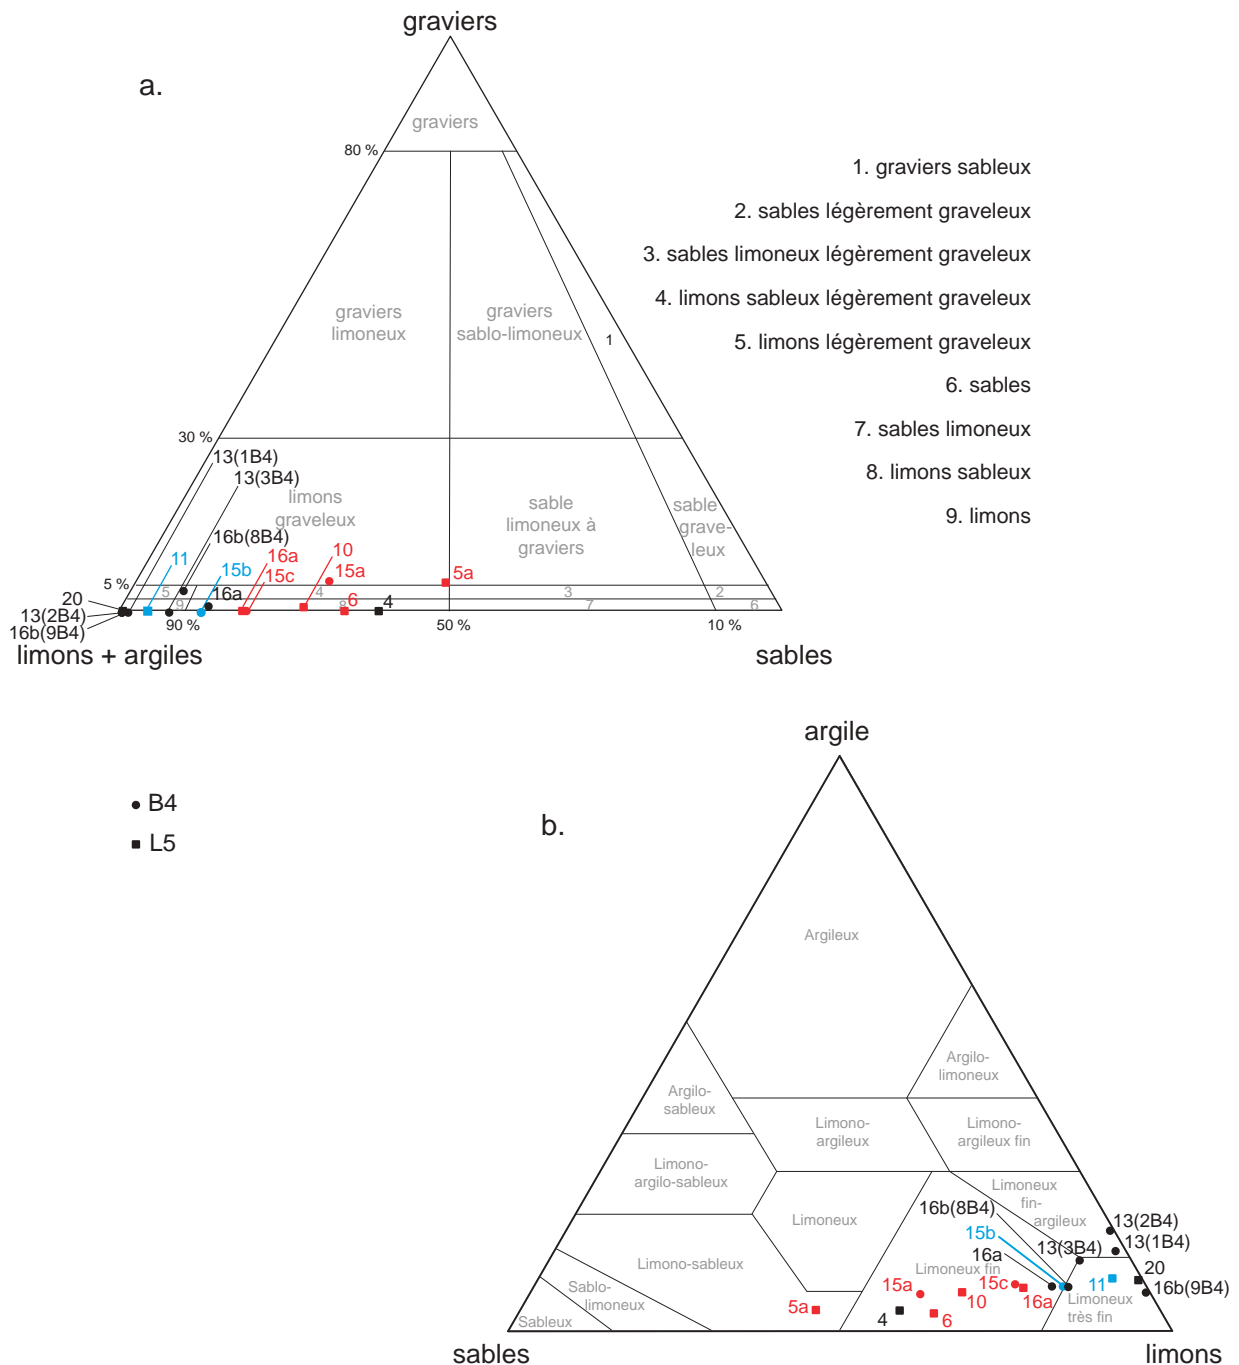 graviers
a.
graviers
80 %
1. graviers sableux
2. sables légèrement graveleux
3. sables limoneux légèrement graveleux
4. limons sableux légèrement graveleux
5. limons légèrement graveleux
6. sables
7. sables limoneux
8. limons sableux
9. limons
graviers
limoneux
graviers
sablo-limoneux
1
30 %
13(1B4)
13(3B4)
limons
graveleux
sable
limoneux à
graviers
sable
grave-
leux
16b(8B4)
11
15b
16a
15c
10
15a
5a
5 %
5
4
3
2
20
16a
6
4
9
8
7
6
13(2B4)
16b(9B4)
90 %
50 %
10 %
limons + argiles
sables
B4
L5
argile
b.
Argileux
Argilo-
limoneux
Argilo-
sableux
Limono-
argileux
Limono-
argileux fin
Limono-
argilo-sableux
Limoneux
fin-
argileux
16b(8B4)
Limoneux
13(2B4)
15b
13(1B4)
16a
13(3B4)
Limono-sableux
Limoneux fin
20
Sablo-
limoneux
15a
15c
11
16b(9B4)
5a
10
16a
Limoneux
très fin
4
6
Sableux
sables
limons